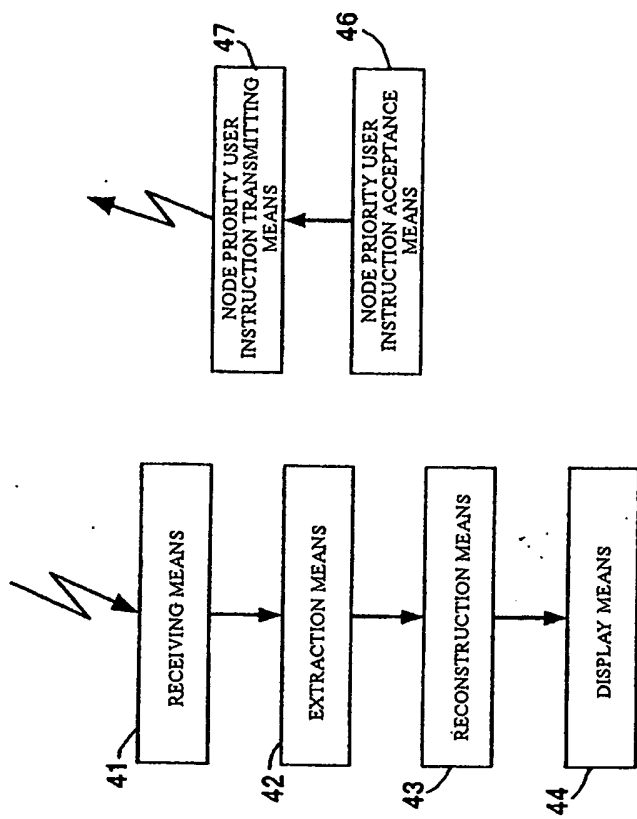 41
RECEIVING MEANS
42
EXTRACTION MEANS
43
RECONSTRUCTION MEANS
44
DISPLAY MEANS
47
NODE PRIORITY USER
INSTRUCTION TRANSMITTING
MEANS
46
NODE PRIORITY USER
INSTRUCTION ACCEPTANCE
MEANS